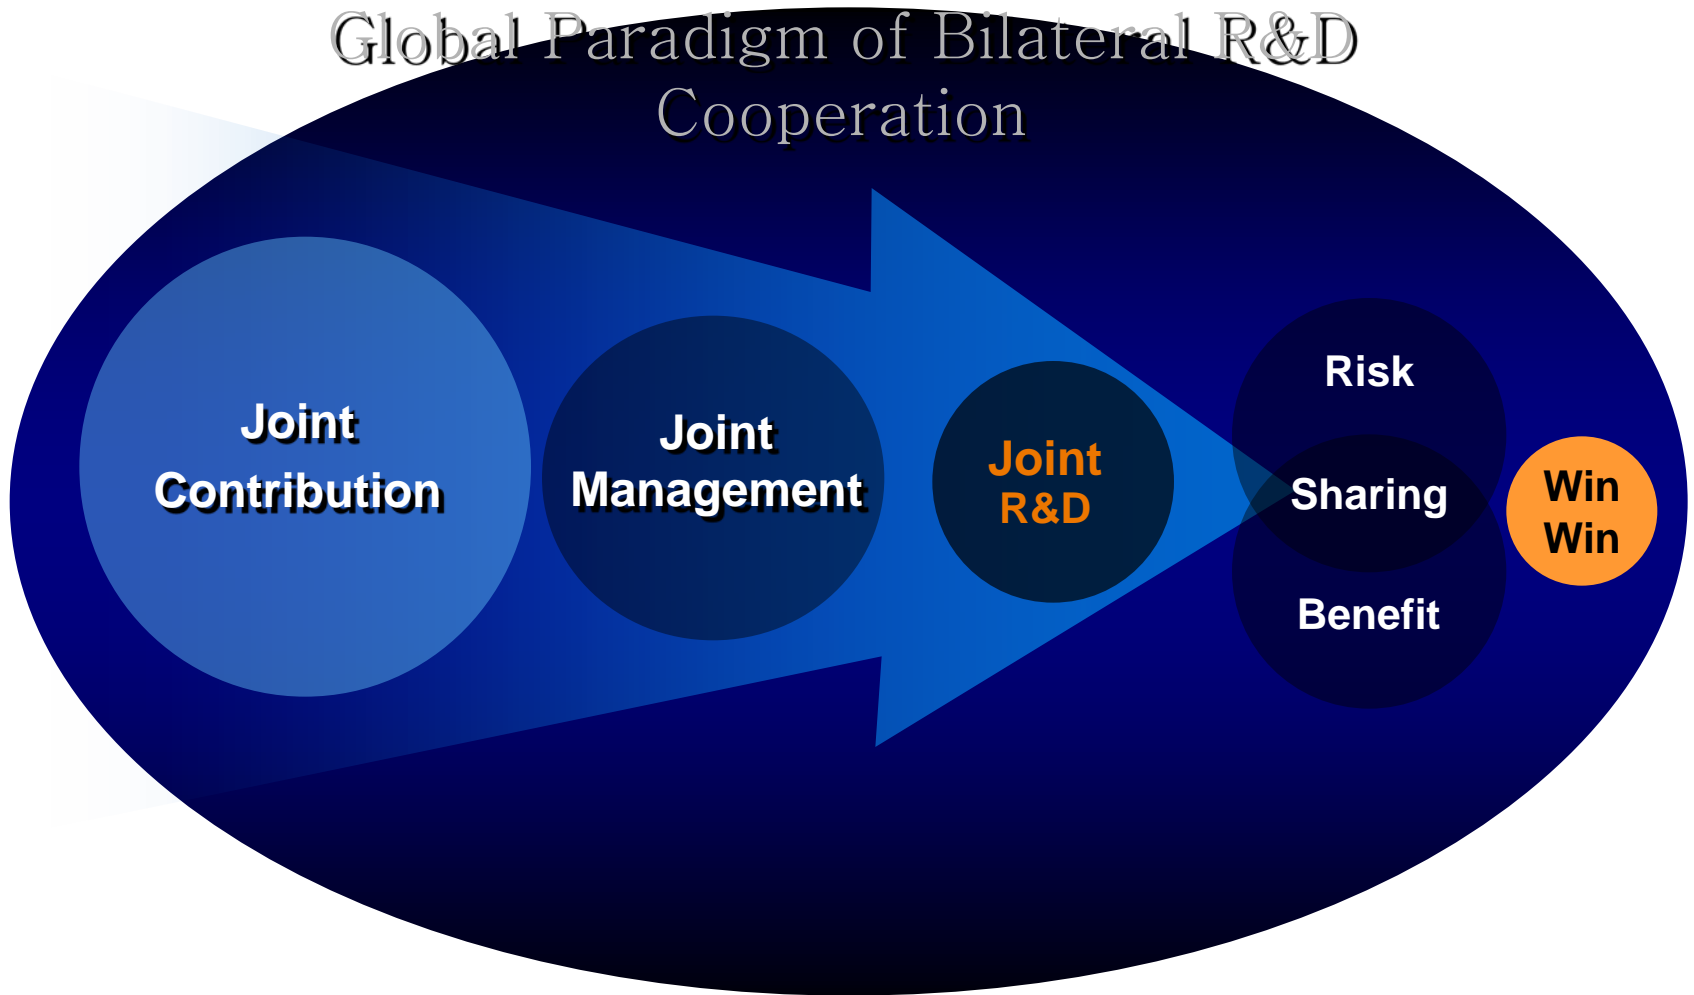 Global Paradigm of Bilateral R&D
Cooperation
Joint
Contribution
Joint
Management
Joint
R&D
Risk
Sharing
Benefit
Win
Win